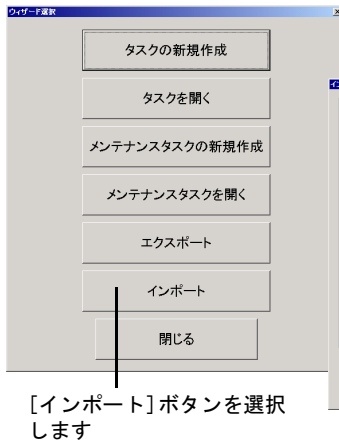 ウィザード選択
タスクの新規作成
タスクを開く
メンテナンスタスクの新規作成
メンテナンスタスクを開く
エクスポート
インポート
閉じる
[インポート]ボタンを選択
します